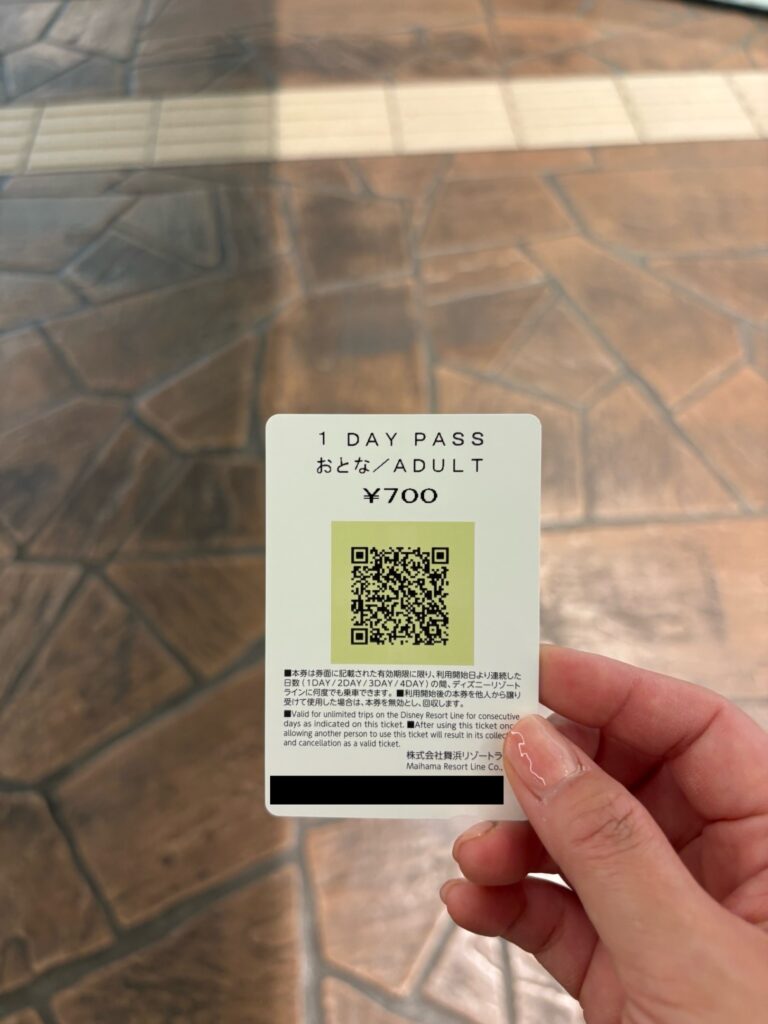 1 DAY PASS
おとな／ADULT
¥700
■本券は券面に記載された有効期限に限り、利用開始日より連続した
日数（1DAY/2DAY/3DAY/4DAY）の間、ディズニーリゾート
ラインに何度でも乗車できます。■利用開始後の本券を他人から譲り
受けて使用した場合は、本券を無効とし、回収します。
■Valid for unlimited trips on the Disney Resort Line for consecutive
days as indicated on this ticket. ■After using this ticket once,
allowing another person to use this ticket will result in its
and cancellation as a valid ticket.
株式会社舞浜リゾートラ
Maihama Resort Line Co.,